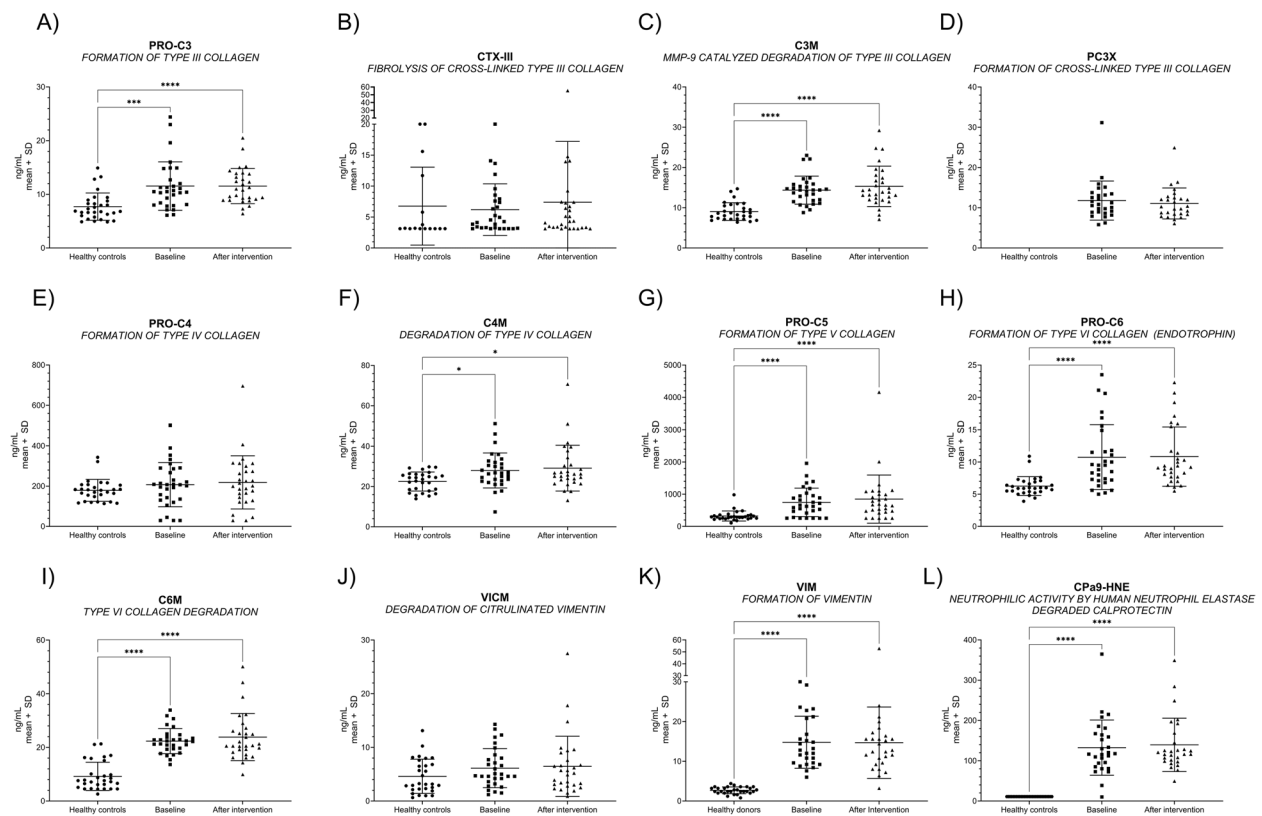 A)
PRO-C3
FORMATION OF TYPE III COLLAGEN
ng/mL
mean + SD
30
20
10
0
***
****
Healthy controls
Baseline
After intervention
B)
CTX-III
FIBROLYSIS OF CROSS-LINKED TYPE III COLLAGEN
ng/mL
mean + SD
60
50
40
30
20
20
15
10
5
0
Healthy controls
Baseline
After intervention
C)
C3M
MMP-9 CATALYZED DEGRADATION OF TYPE III COLLAGEN
ng/mL
mean + SD
40
30
20
10
0
****
****
Healthy controls
Baseline
After intervention
D)
PC3X
FORMATION OF CROSS-LINKED TYPE III COLLAGEN
ng/mL
mean + SD
40
30
20
10
0
Healthy controls
Baseline
After intervention
E)
PRO-C4
FORMATION OF TYPE IV COLLAGEN
ng/mL
mean + SD
800
600
400
200
0
Healthy controls
Baseline
After intervention
F)
C4M
DEGRADATION OF TYPE IV COLLAGEN
ng/mL
mean + SD
80
60
40
20
0
*
*
Healthy controls
Baseline
After intervention
G)
PRO-C5
FORMATION OF TYPE V COLLAGEN
ng/mL
mean + SD
5000
4000
3000
2000
1000
0
****
****
Healthy controls
Baseline
After intervention
H)
PRO-C6
FORMATION OF TYPE VI COLLAGEN (ENDOTROPHIN)
ng/mL
mean + SD
25
20
15
10
5
0
****
****
Healthy controls
Baseline
After intervention
I)
C6M
TYPE VI COLLAGEN DEGRADATION
ng/mL
mean + SD
60
40
20
0
****
****
Healthy controls
Baseline
After intervention
J)
VICM
DEGRADATION OF CITRULINATED VIMENTIN
ng/mL
mean + SD
30
20
10
0
Healthy controls
Baseline
After intervention
K)
VIM
FORMATION OF VIMENTIN
ng/mL
mean + SD
60
50
40
30
30
20
10
0
****
****
Healthy donors
Baseline
After Intervention
L)
CPa9-HNE
NEUTROPHILIC ACTIVITY BY HUMAN NEUTROPHIL ELASTASE
DEGRADED CALPROTECTIN
ng/mL
mean + SD
400
300
200
100
0
****
****
Healthy controls
Baseline
After Intervention